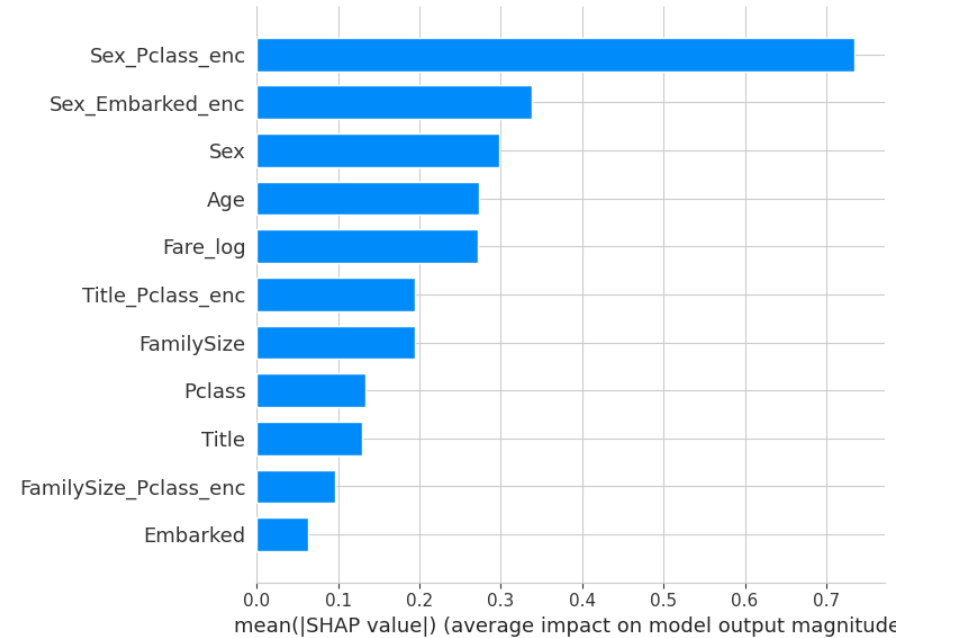 Sex_Pclass_enc
Sex_Embarked_enc
Sex
Age
Fare_log
Title_Pclass_enc
FamilySize
Pclass
Title
FamilySize_Pclass_enc
Embarked
0.0 0.1 0.2 0.3 0.4 0.5 0.6 0.7
mean(|SHAP value|) (average impact on model output magnitude